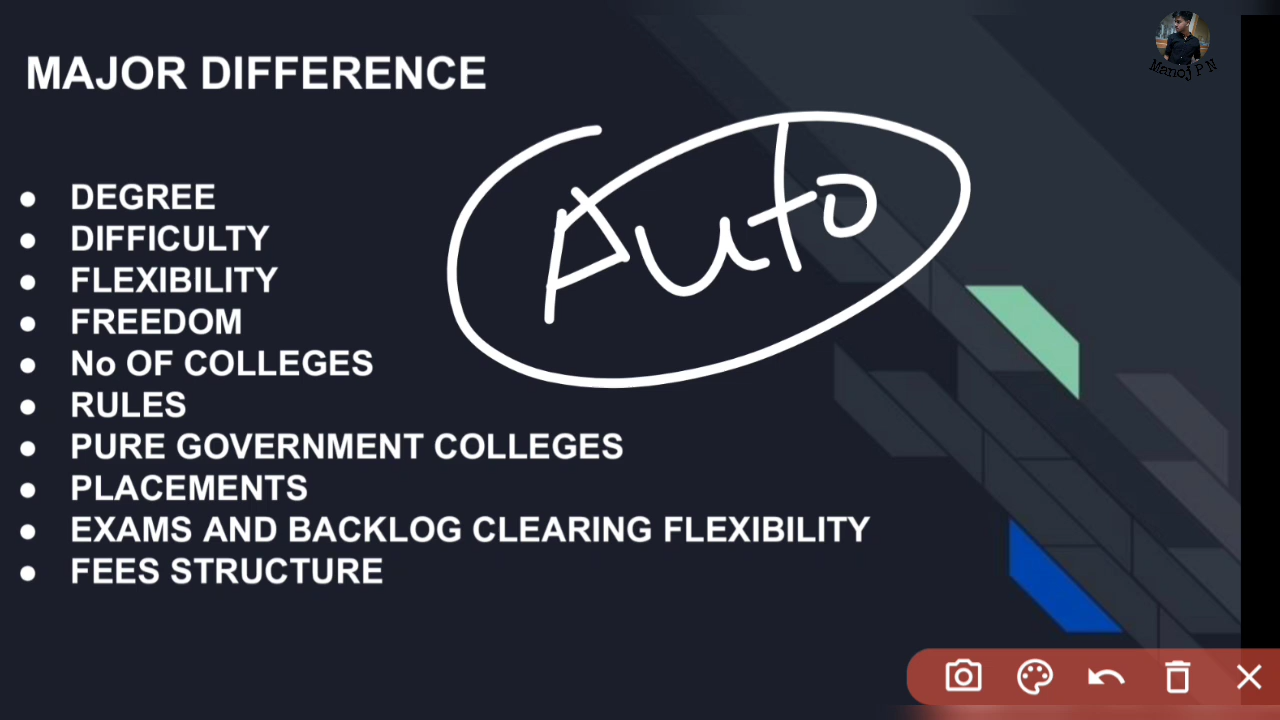 Manoj P N
MAJOR DIFFERENCE
Auto
● DEGREE
● DIFFICULTY
● FLEXIBILITY
● FREEDOM
● No OF COLLEGES
● RULES
● PURE GOVERNMENT COLLEGES
● PLACEMENTS
● EXAMS AND BACKLOG CLEARING FLEXIBILITY
● FEES STRUCTURE